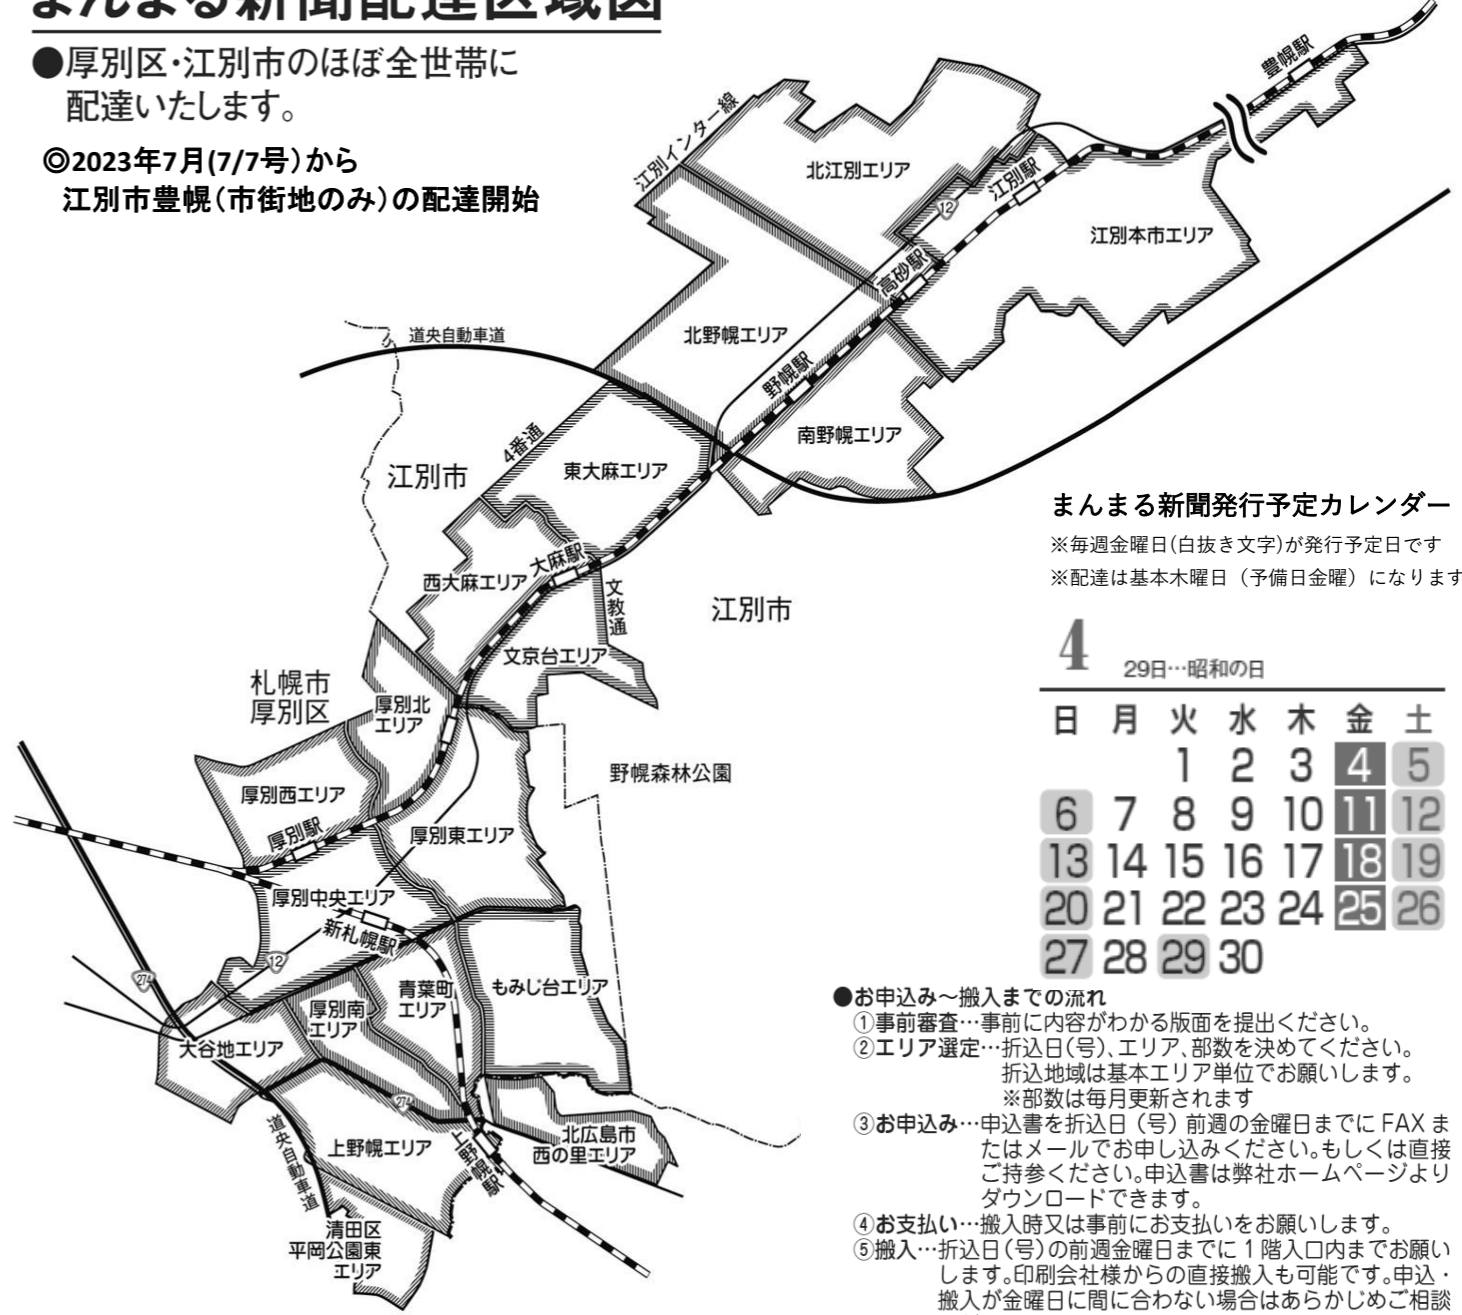 まんまる新聞配達区域図
●厚別区・江別市のほぼ全世帯に
配達いたします。
◎2023年7月(7/7号)から
江別市豊幌(市街地のみ)の配達開始
豊幌駅
江別インター線
北江別エリア
江別駅
12
江別本市エリア
高砂駅
北野幌エリア
道央自動車道
野幌駅
南野幌エリア
4番通
東大麻エリア
江別市
大麻駅
西大麻エリア
文教通
江別市
文京台エリア
札幌市
厚別区
厚別北
エリア
野幌森林公園
厚別西エリア
厚別駅
厚別東エリア
厚別中央エリア
新札幌駅
12
274
青葉町
エリア
もみじ台エリア
厚別南
エリア
大谷地エリア
274
道央自動車道
上野幌エリア
上野幌駅
北広島市
西の里エリア
清田区
平岡公園東
エリア
まんまる新聞発行予定カレンダー
※毎週金曜日(白抜き文字)が発行予定日です
※配達は基本木曜日（予備日金曜）になります
4 29日…昭和の日
日 月 火 水 木 金 土
1 2 3 4 5
6 7 8 9 10 11 12
13 14 15 16 17 18 19
20 21 22 23 24 25 26
27 28 29 30
●お申込み～搬入までの流れ
①事前審査…事前に内容がわかる版面を提出ください。
②エリア選定…折込日(号)、エリア、部数を決めてください。
折込地域は基本エリア単位でお願いします。
※部数は毎月更新されます
③お申込み…申込書を折込日（号）前週の金曜日までに FAX ま
たはメールでお申し込みください。もしくは直接
ご持参ください。申込書は弊社ホームページより
ダウンロードできます。
④お支払い…搬入時又は事前にお支払いをお願いします。
⑤搬入…折込日(号)の前週金曜日までに 1 階入口内までお願い
します。印刷会社様からの直接搬入も可能です。申込・
搬入が金曜日に間に合わない場合はあらかじめご相談